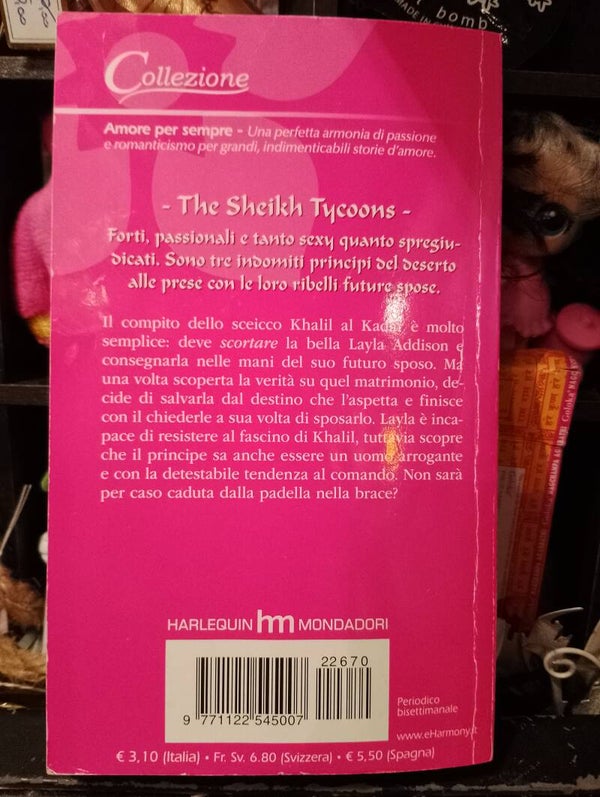 bomb
Collezione
Amore per sempre - Una perfetta armonia di passione
e romanticismo per grandi, indimenticabili storie d'amore.
- The Sheikh Tycoons -
Forti, passionali e tanto sexy quanto spregiu-
dicati. Sono tre indomiti principi del deserto
alle prese con le loro ribelli future spose.
Il compito dello sceicco Khalil al Kadir è molto
semplice: deve scortare la bella Layla Addison e
consegnarla nelle mani del suo futuro sposo. Ma
una volta scoperta la verità su quel matrimonio, de-
cide di salvarla dal destino che l'aspetta e finisce
con il chiederle a sua volta di sposarlo. Layla è inca-
pace di resistere al fascino di Khalil, tuttavia scopre
che il principe sa anche essere un uomo arrogante
e con la detestabile tendenza al comando. Non sarà
per caso caduta dalla padella nella brace?
HARLEQUIN hm MONDADORI
22670
9 771122 545007
Periodico
bisettimanale
www.eHarmony.it
€ 3,10 (Italia) • Fr. Sv. 6.80 (Svizzera) • € 5,50 (Spagna)